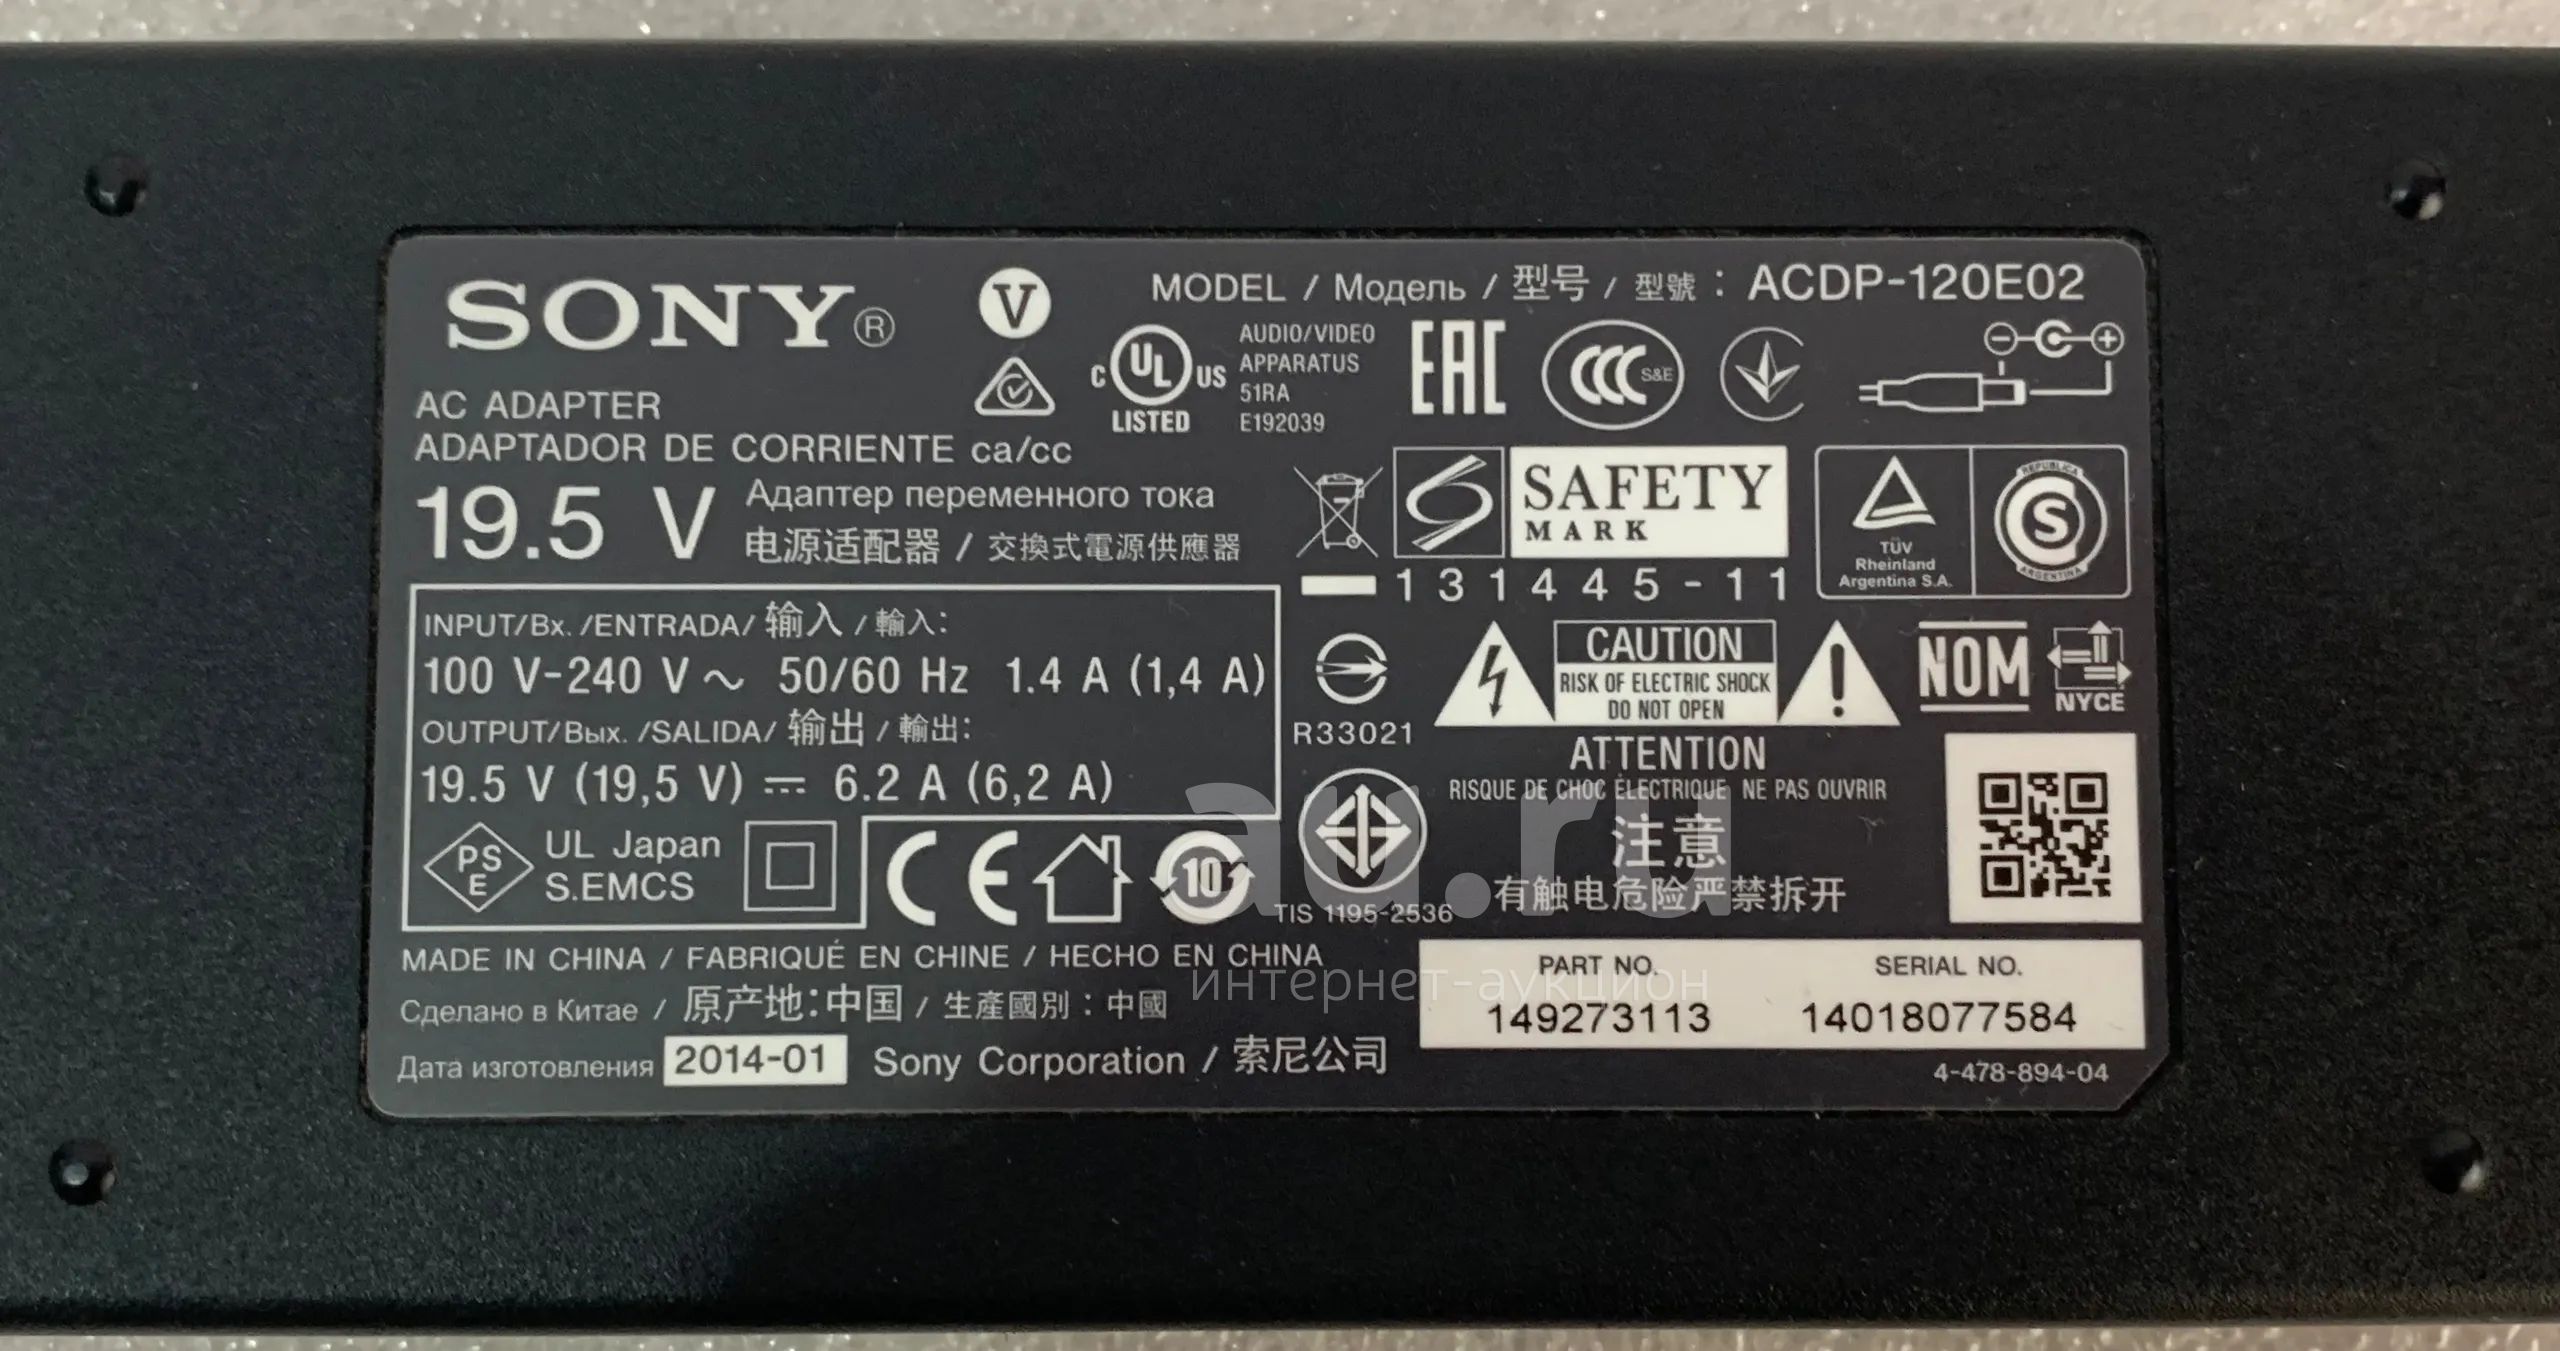 SONY®
V
MODEL / Модель / 型号 / 型號 : ACDP-120E02
C UL US LISTED
AUDIO/VIDEO
APPARATUS
51RA
E192039
EAC
CCC S&E
AC ADAPTER
ADAPTADOR DE CORRIENTE ca/cc
19.5 V
Адаптер переменного тока
电源适配器 / 交換式電源供應器
SAFETY
MARK
131445-11
TÜV
Rheinland
Argentina S.A.
REPUBLICA
S
ARGENTINA
INPUT/Вх. /ENTRADA/ 输入 / 輸入:
100 V-240 V ~ 50/60 Hz 1.4 A (1,4 A)
OUTPUT/Вых. /SALIDA/ 输出 / 輸出:
19.5 V (19,5 V) ⎓ 6.2 A (6,2 A)
R33021
CAUTION
RISK OF ELECTRIC SHOCK
DO NOT OPEN
NOM
NYCE
ATTENTION
RISQUE DE CHOC ÉLECTRIQUE NE PAS OUVRIR
注意
有触电危险严禁拆开
PS
E
UL Japan
S.EMCS
CE
10
TIS 1195-2536
au.ru
интернет-аукцион
MADE IN CHINA / FABRIQUÉ EN CHINE / HECHO EN CHINA
Сделано в Китае / 原产地:中国 / 生產國別:中國
Дата изготовления 2014-01 Sony Corporation / 索尼公司
PART NO. SERIAL NO.
149273113 14018077584
4-478-894-04